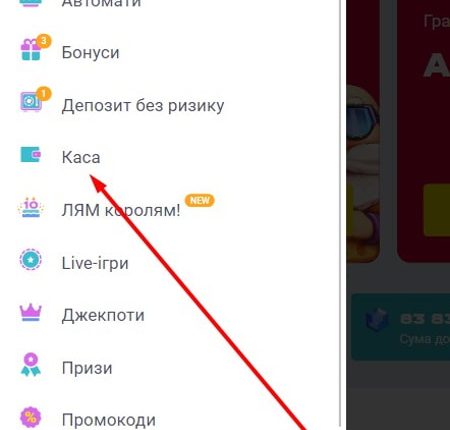 Автомати
3
Бонуси
1
Депозит без ризику
Каса
10
ЛЯМ королям! NEW
Live-ігри
Джекпоти
Призи
%
Промокоди
Гра
А
83 83
Сума до